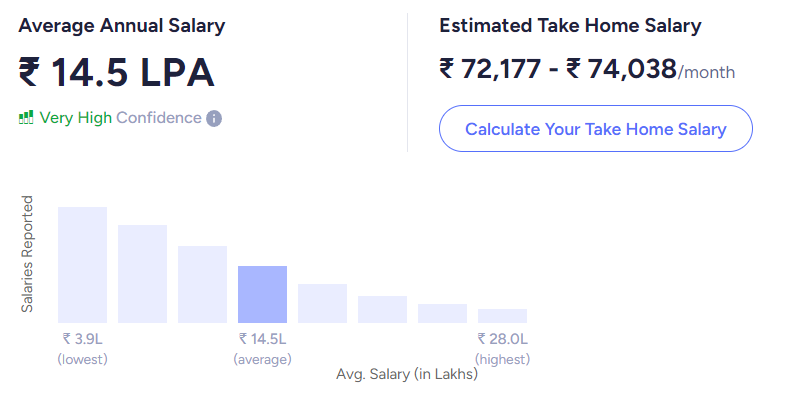 Average Annual Salary
₹ 14.5 LPA
Very High Confidence
Estimated Take Home Salary
₹ 72,177 - ₹ 74,038/month
Calculate Your Take Home Salary
Salaries Reported
₹ 3.9L
(lowest)
₹ 14.5L
(average)
₹ 28.0L
(highest)
Avg. Salary (in Lakhs)